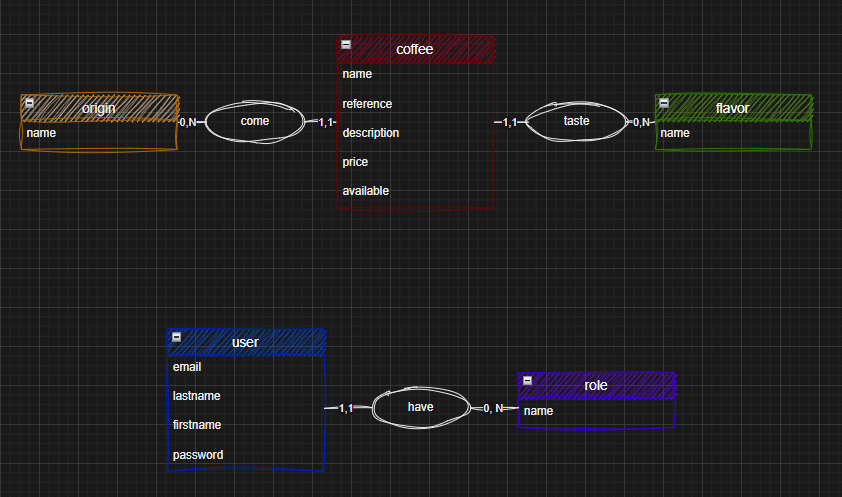 coffee
name
reference
description
price
available
origin
name
0,N
come
1,1
1,1
taste
0,N
flavor
name
user
email
lastname
firstname
password
1,1
have
0, N
role
name